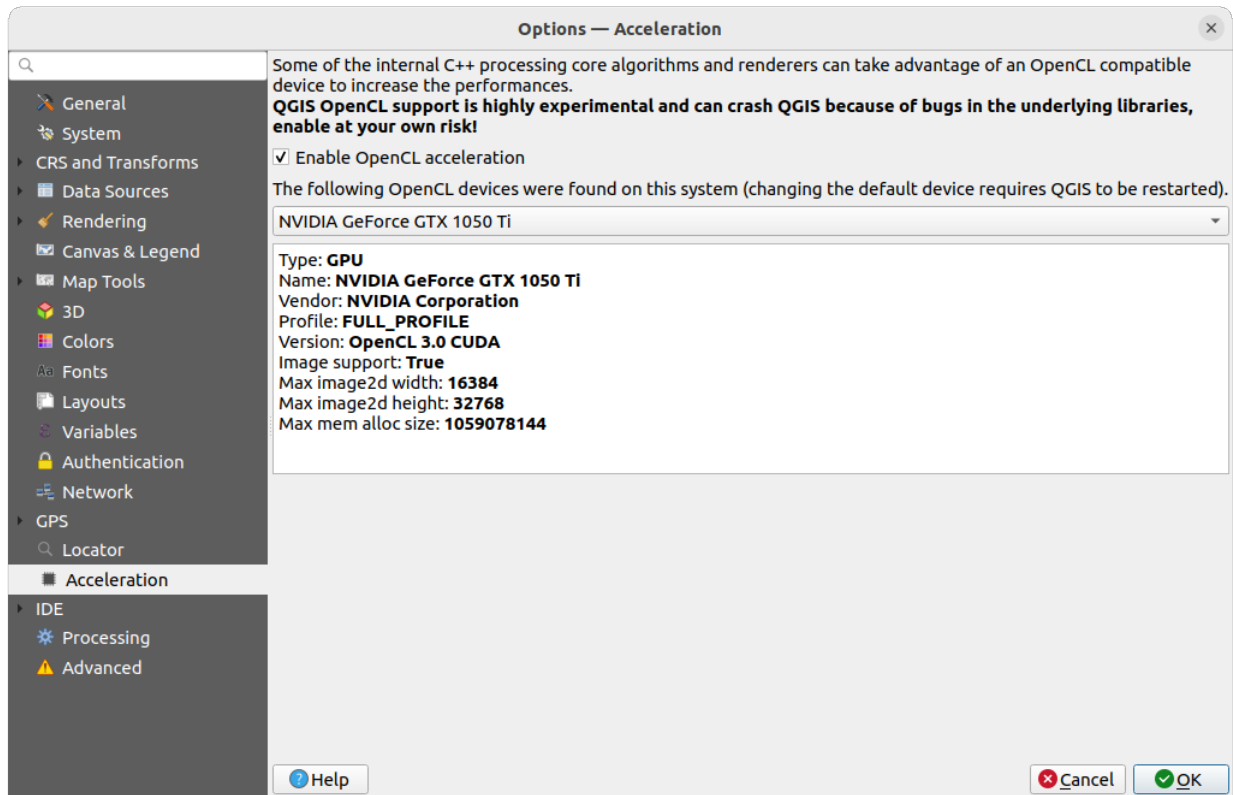 Options — Acceleration
General
System
CRS and Transforms
Data Sources
Rendering
Canvas & Legend
Map Tools
3D
Colors
Aa Fonts
Layouts
ε Variables
Authentication
Network
GPS
Locator
Acceleration
IDE
Processing
Advanced
Some of the internal C++ processing core algorithms and renderers can take advantage of an OpenCL compatible
device to increase the performances.
QGIS OpenCL support is highly experimental and can crash QGIS because of bugs in the underlying libraries,
enable at your own risk!
Enable OpenCL acceleration
The following OpenCL devices were found on this system (changing the default device requires QGIS to be restarted).
NVIDIA GeForce GTX 1050 Ti
Type: GPU
Name: NVIDIA GeForce GTX 1050 Ti
Vendor: NVIDIA Corporation
Profile: FULL_PROFILE
Version: OpenCL 3.0 CUDA
Image support: True
Max image2d width: 16384
Max image2d height: 32768
Max mem alloc size: 1059078144
Help
Cancel
OK